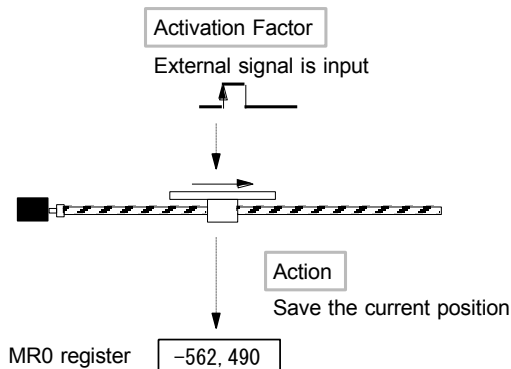 Activation Factor
External signal is input
Action
Save the current position
MR0 register
−562, 490